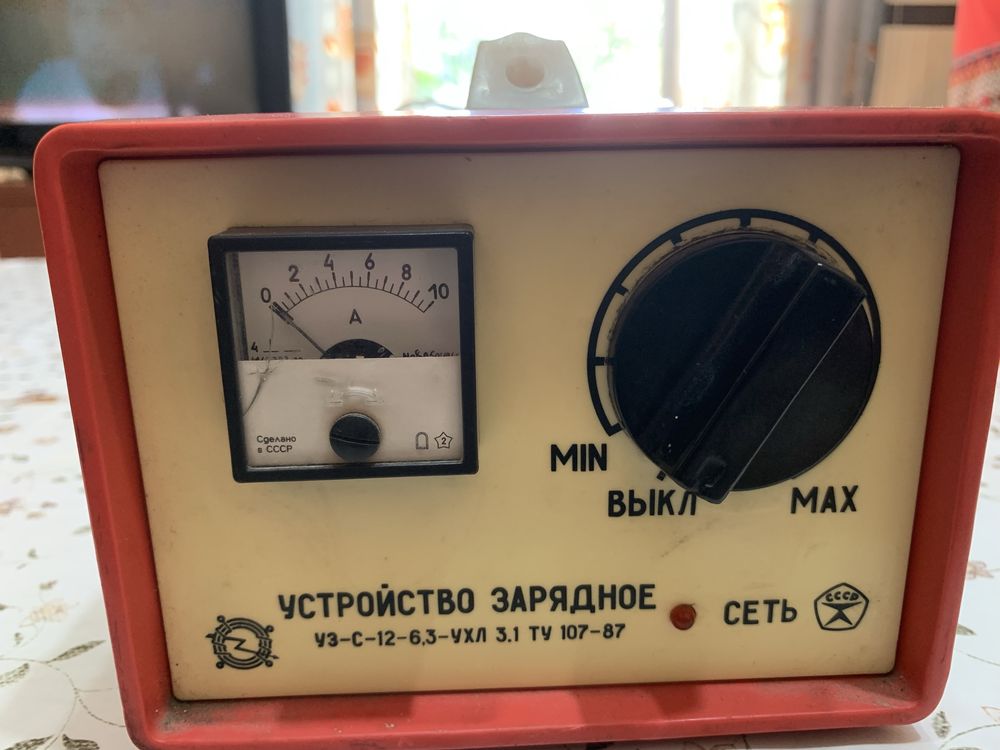 0 2 4 6 8 10
A
Сделано
в СССР
2
MIN
ВЫКЛ
MAX
УСТРОЙСТВО ЗАРЯДНОЕ
УЗ-С-12-6,3-УХЛ 3.1 ТУ 107-87
СЕТЬ
СССР